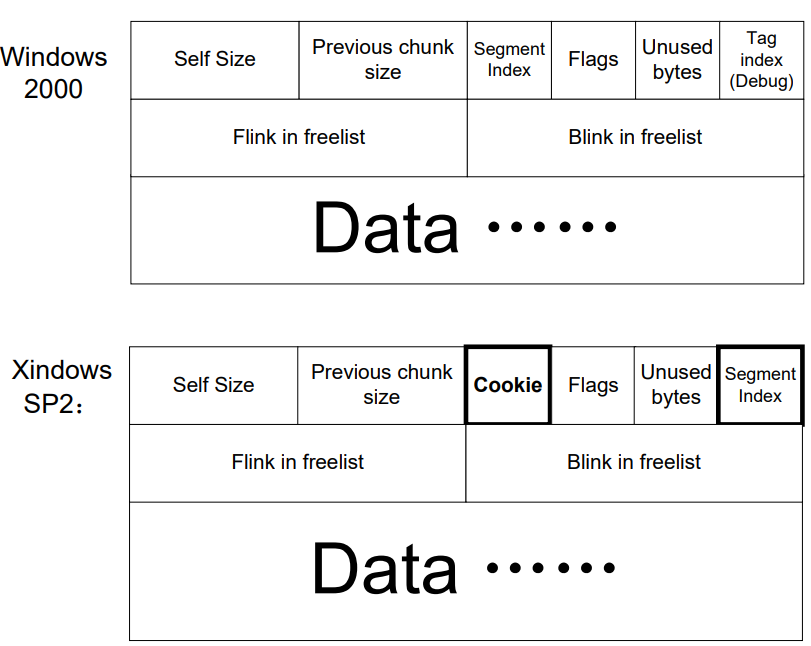 Windows
2000
Self Size
Previous chunk
size
Segment
Index
Flags
Unused
bytes
Tag
index
(Debug)
Flink in freelist
Blink in freelist
Data ······
Xindows
SP2：
Self Size
Previous chunk
size
Cookie
Flags
Unused
bytes
Segment
Index
Flink in freelist
Blink in freelist
Data ······